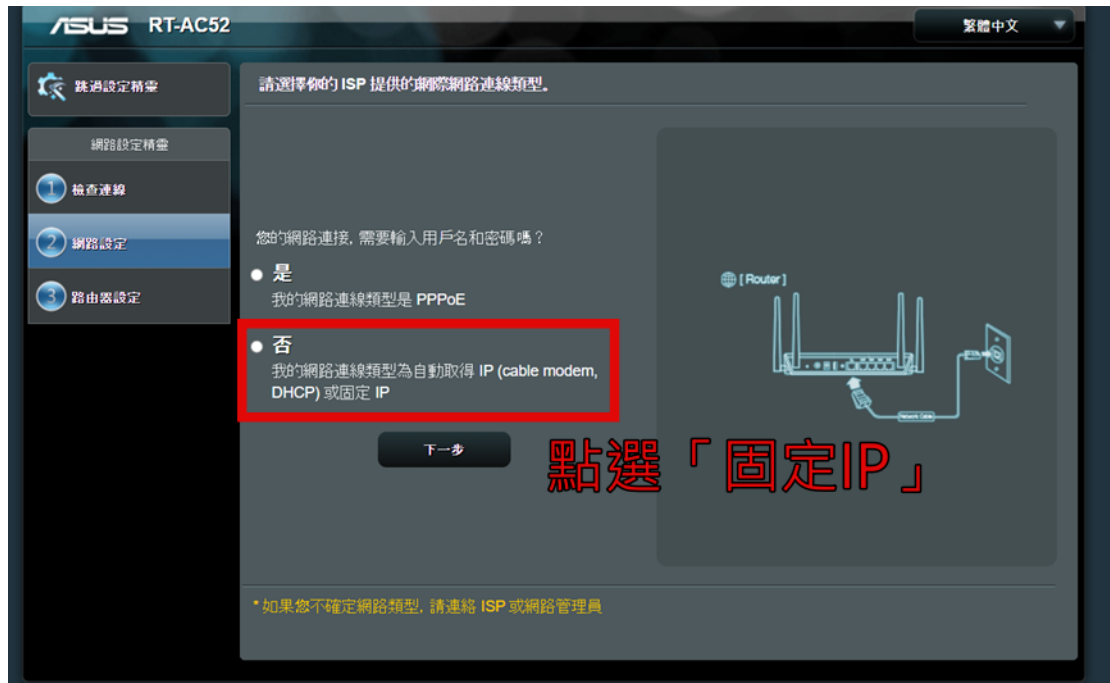 ASUS RT-AC52
繁體中文
跳過設定精靈
網路設定精靈
1 檢查連線
2 網路設定
3 路由器設定
請選擇你的 ISP 提供的網際網路連線類型。
您的網路連接, 需要輸入用戶名和密碼嗎?
是
我的網路連線類型是 PPPoE
否
我的網路連線類型為自動取得 IP (cable modem,
DHCP) 或固定 IP
下一步
[ Router ]
Network Cable
點選「固定IP」
*如果您不確定網路類型, 請連絡 ISP 或網路管理員